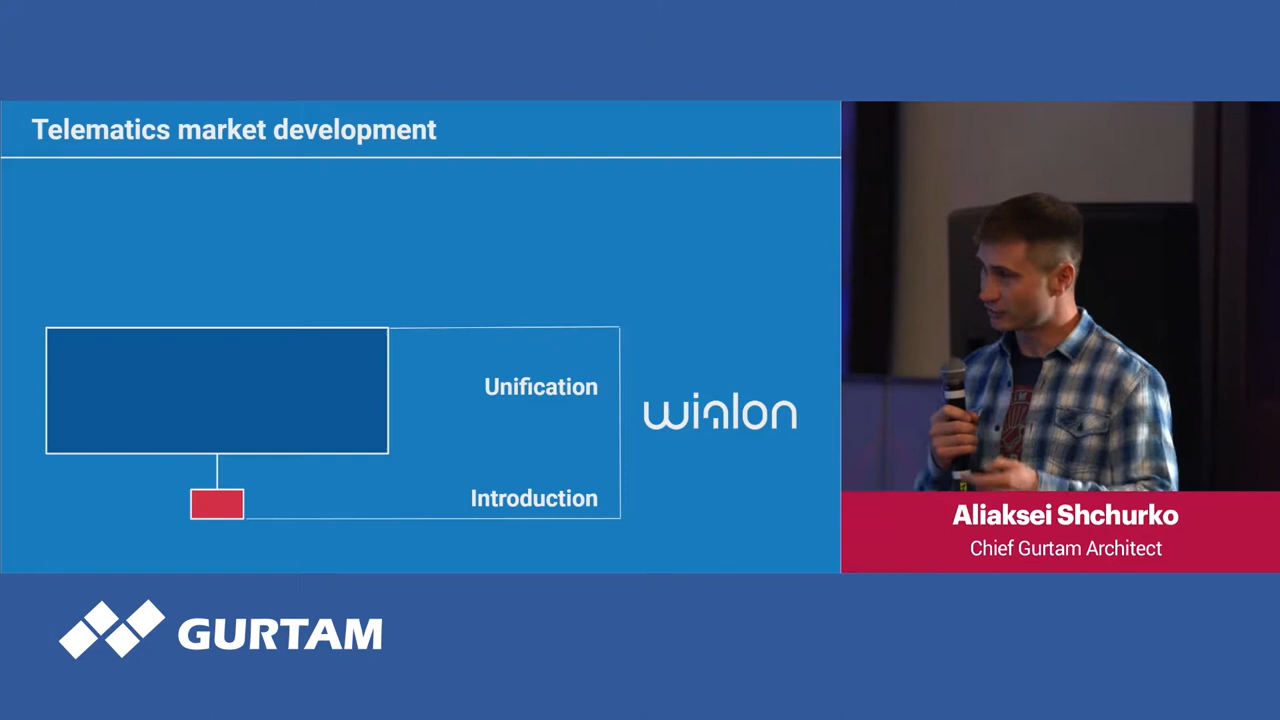 Telematics market development
Unification
wialon
Introduction
Aliaksei Shchurko
Chief Gurtam Architect
GURTAM